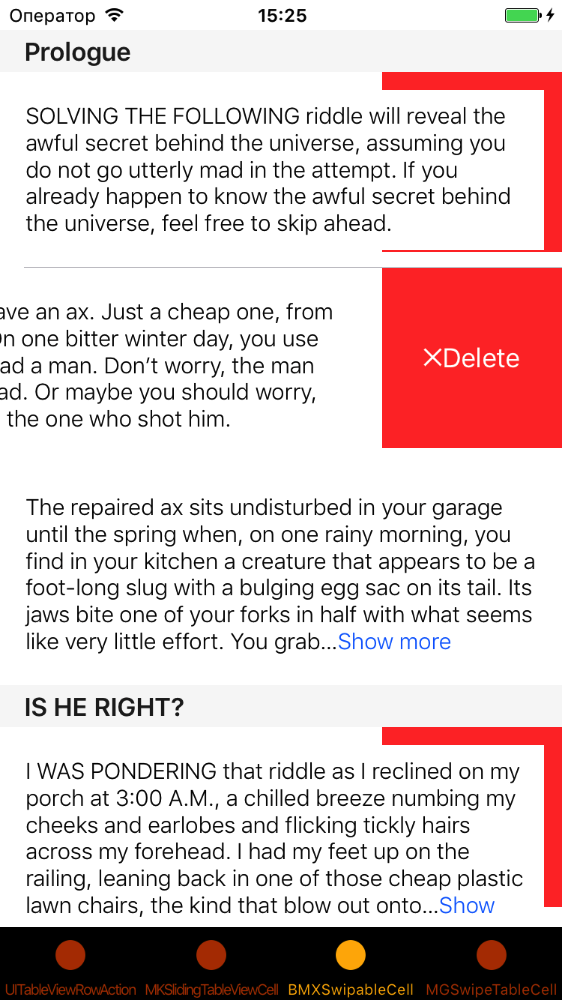 Оператор 15:25
Prologue
SOLVING THE FOLLOWING riddle will reveal the
awful secret behind the universe, assuming you
do not go utterly mad in the attempt. If you
already happen to know the awful secret behind
the universe, feel free to skip ahead.
ave an ax. Just a cheap one, from
On one bitter winter day, you use
ad a man. Don’t worry, the man
ad. Or maybe you should worry,
the one who shot him.
Delete
The repaired ax sits undisturbed in your garage
until the spring when, on one rainy morning, you
find in your kitchen a creature that appears to be a
foot-long slug with a bulging egg sac on its tail. Its
jaws bite one of your forks in half with what seems
like very little effort. You grab...Show more
IS HE RIGHT?
I WAS PONDERING that riddle as I reclined on my
porch at 3:00 A.M., a chilled breeze numbing my
cheeks and earlobes and flicking tickly hairs
across my forehead. I had my feet up on the
railing, leaning back in one of those cheap plastic
lawn chairs, the kind that blow out onto...Show
UITableViewRowAction MKSlidingTableViewCell BMXSwipableCell MGSwipeTableCell